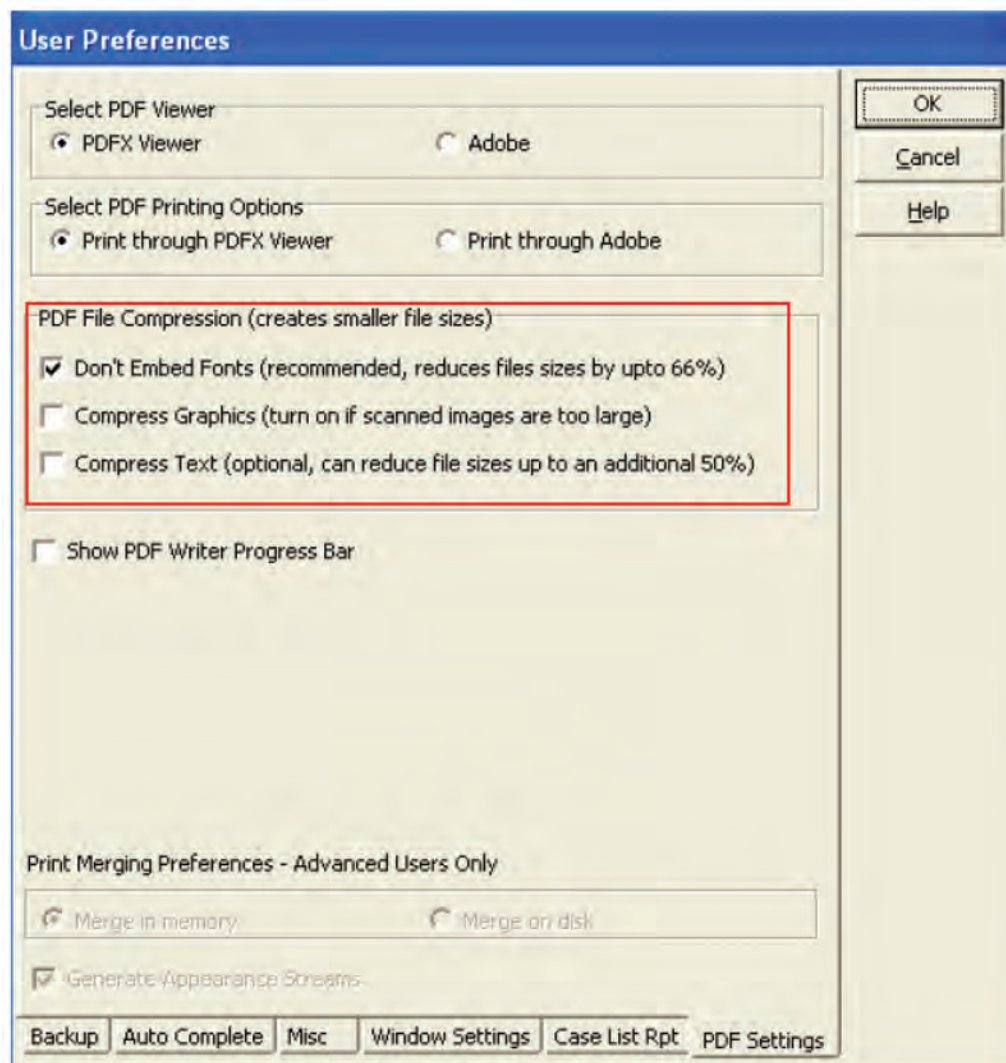 User Preferences
Select PDF Viewer
PDFX Viewer
Adobe
OK
Cancel
Help
Select PDF Printing Options
Print through PDFX Viewer
Print through Adobe
PDF File Compression (creates smaller file sizes)
Don't Embed Fonts (recommended, reduces files sizes by upto 66%)
Compress Graphics (turn on if scanned images are too large)
Compress Text (optional, can reduce file sizes up to an additional 50%)
Show PDF Writer Progress Bar
Print Merging Preferences - Advanced Users Only
Merge in memory
Merge on disk
Generate Appearance Streams
Backup
Auto Complete
Misc
Window Settings
Case List Rpt
PDF Settings